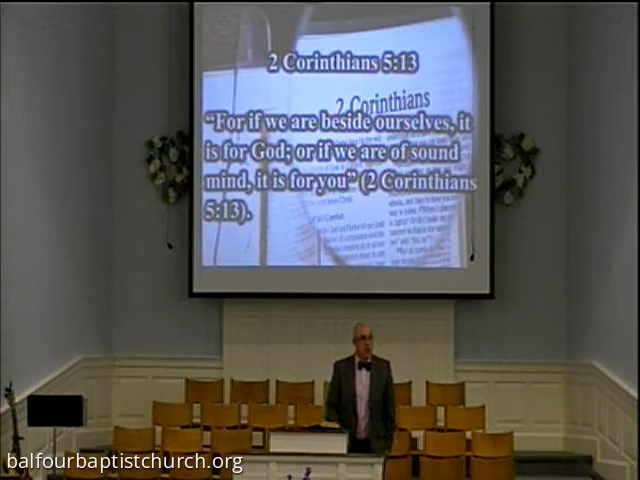 2 Corinthians 5:13
2 Corinthians
“For if we are beside ourselves, it
is for God; or if we are of sound
mind, it is for you” (2 Corinthians
5:13).
balfourbaptistchurch.org